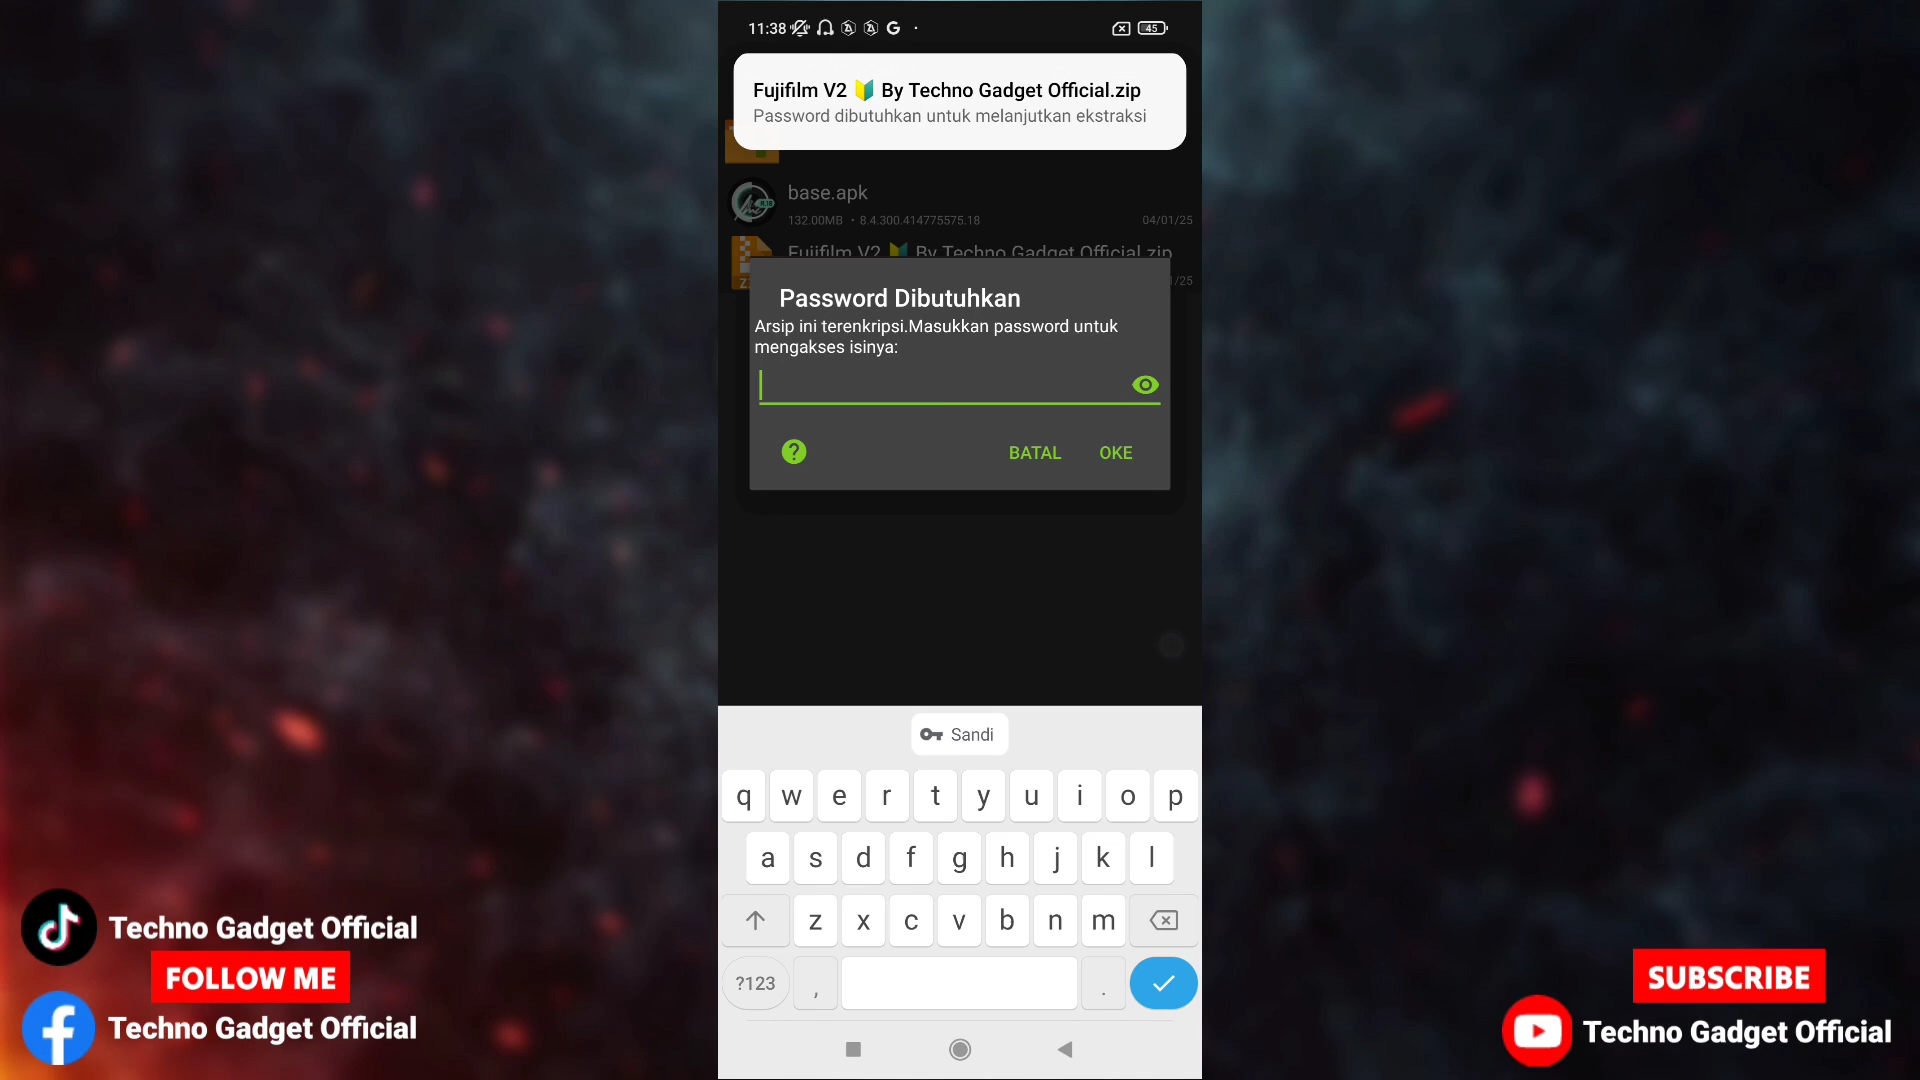 11:38
45
Fujifilm V2 🔰 By Techno Gadget Official.zip
Password dibutuhkan untuk melanjutkan ekstraksi
base.apk
132.00MB • 8.4.300.414775575.18
04/01/25
Fujifilm V2 🔰 By Techno Gadget Official.zip
1/25
Password Dibutuhkan
Arsip ini terenkripsi.Masukkan password untuk
mengakses isinya:
BATAL OKE
Sandi
q w e r t y u i o p
a s d f g h j k l
z x c v b n m
?123 , .
Techno Gadget Official
FOLLOW ME
Techno Gadget Official
SUBSCRIBE
Techno Gadget Official